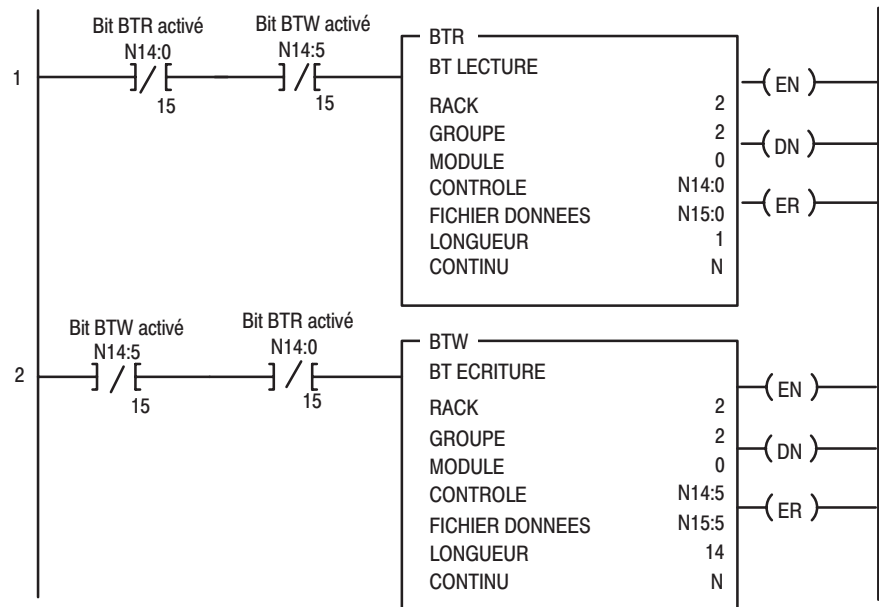 Bit BTR activé
N14:0
15
Bit BTW activé
N14:5
15
1
BTR
BT LECTURE
RACK 2
GROUPE 2
MODULE 0
CONTROLE N14:0
FICHIER DONNEES N15:0
LONGUEUR 1
CONTINU N
EN
DN
ER
Bit BTW activé
N14:5
15
Bit BTR activé
N14:0
15
2
BTW
BT ECRITURE
RACK 2
GROUPE 2
MODULE 0
CONTROLE N14:5
FICHIER DONNEES N15:5
LONGUEUR 14
CONTINU N
EN
DN
ER